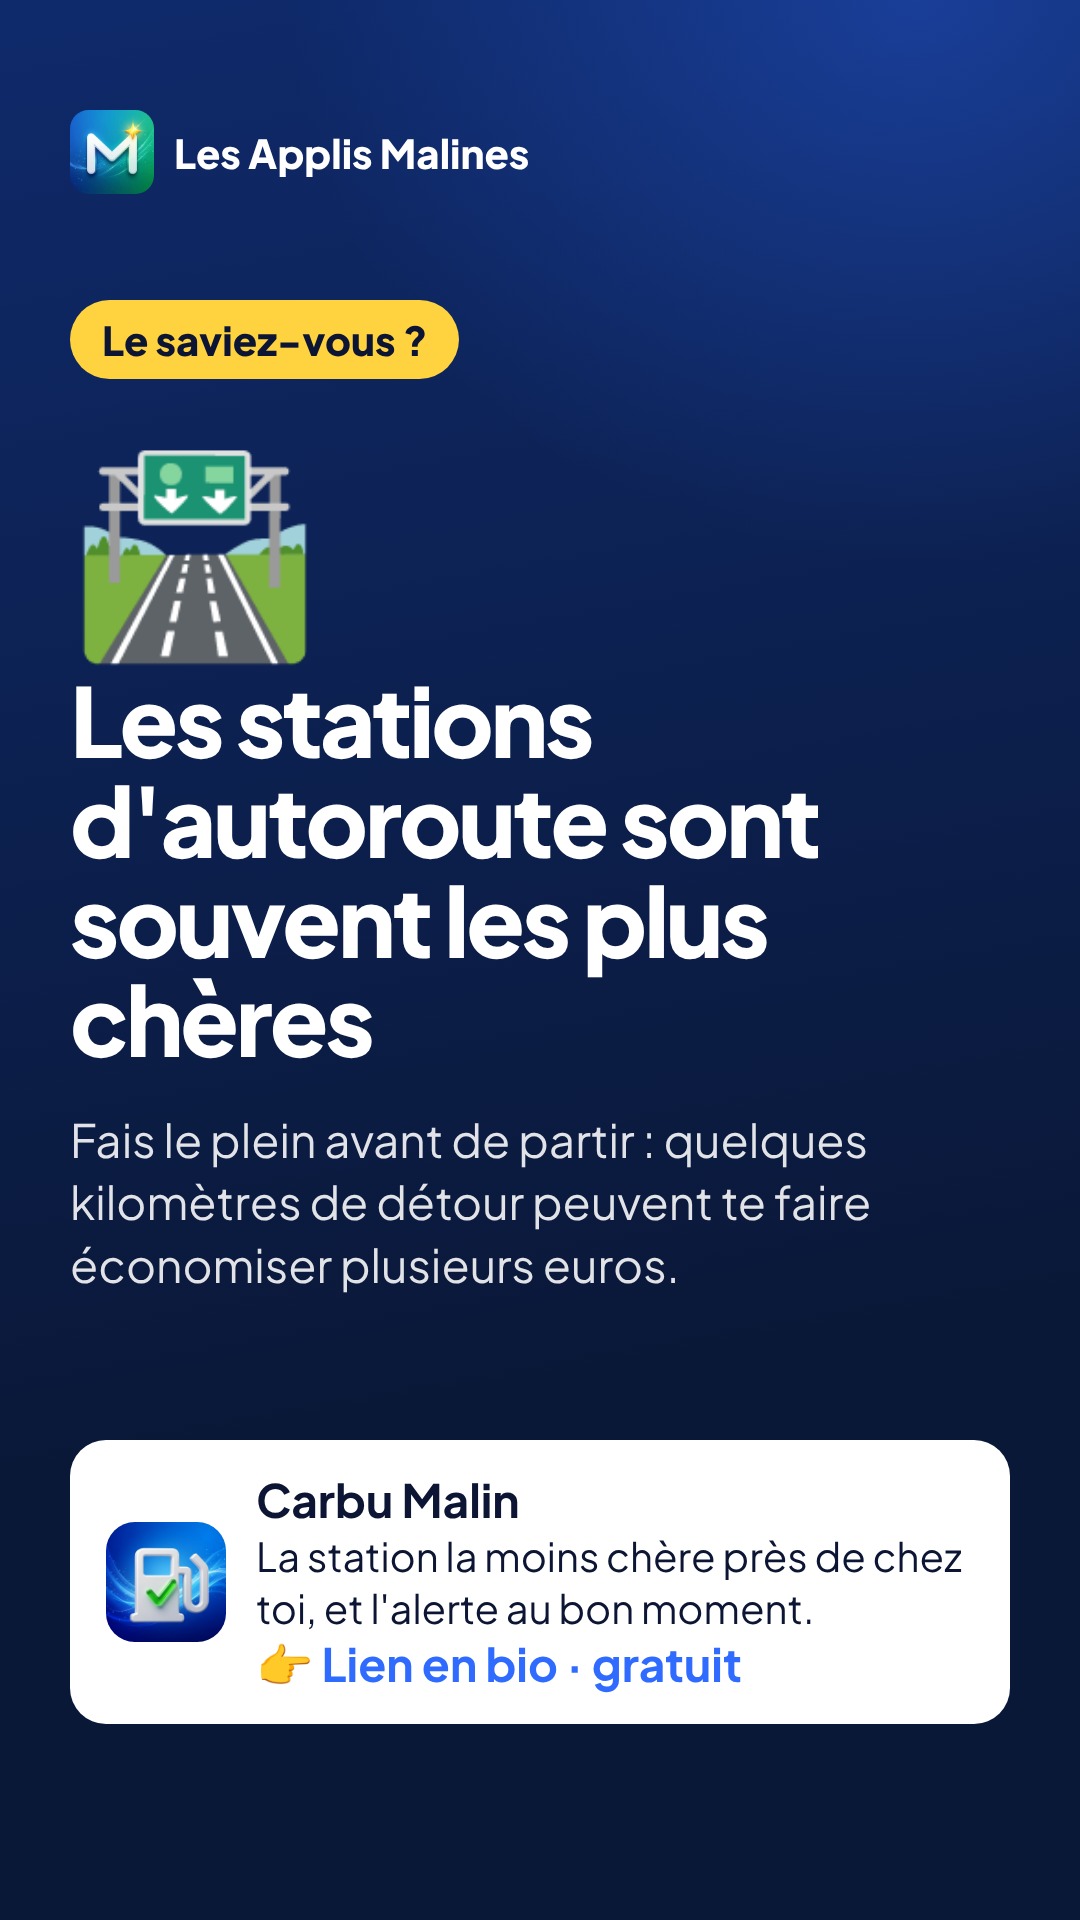 Les Applis Malines
Le saviez-vous ?
Les stations
d'autoroute sont
souvent les plus
chères
Fais le plein avant de partir : quelques
kilomètres de détour peuvent te faire
économiser plusieurs euros.
Carbu Malin
La station la moins chère près de chez
toi, et l'alerte au bon moment.
👉 Lien en bio · gratuit